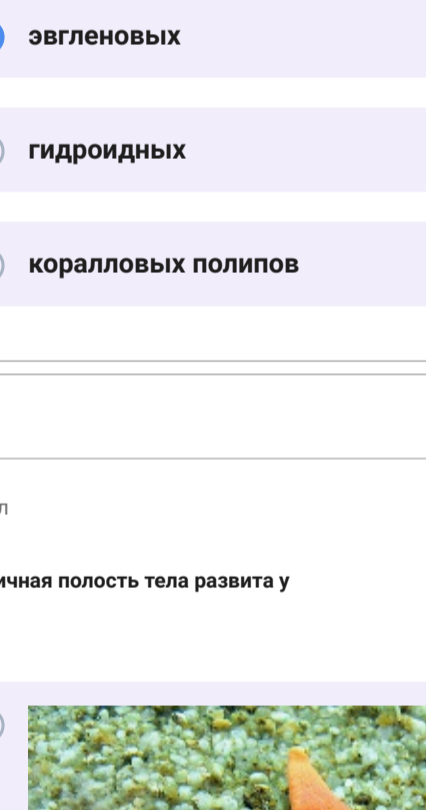 эвгленовых
гидроидных
коралловых полипов
л
ичная полость тела развита у